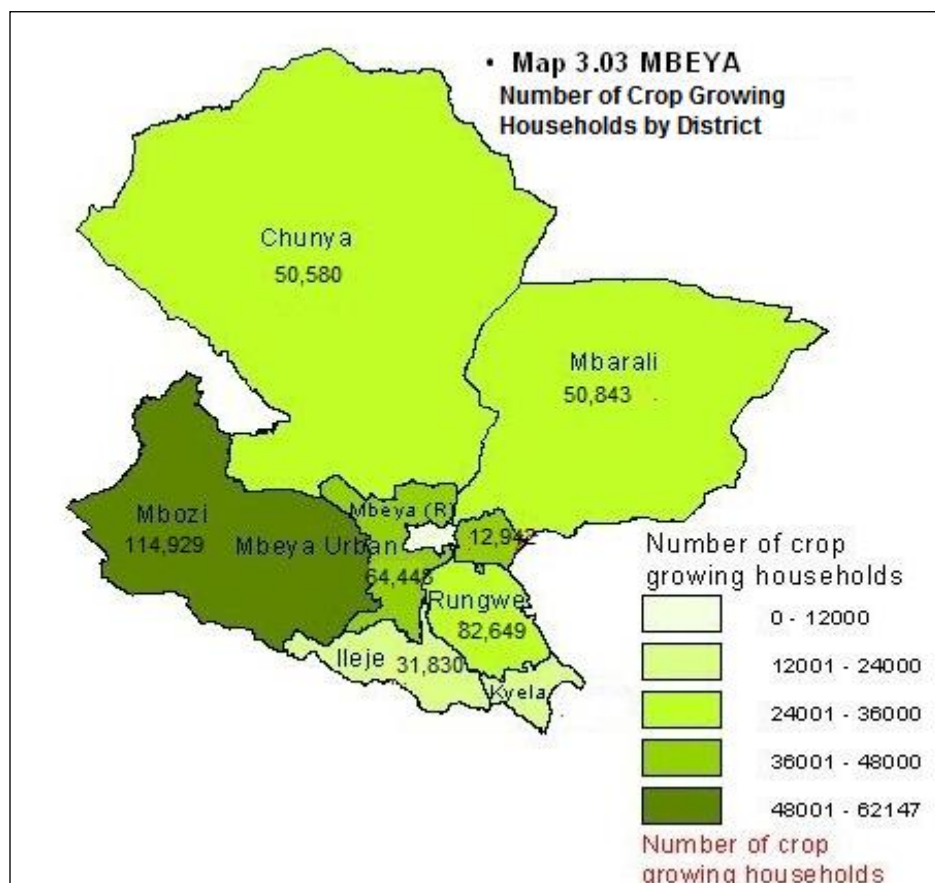 • Map 3.03 MBEYA
Number of Crop Growing
Households by District
Chunya
50,580
Mbarali
50,843
Mbozi
114,929
Mbeya (R)
12,942
Mbeya Urban
64,445
Rungwe
82,649
Ileje 31,830
Kyela
Number of crop
growing households
0 - 12000
12001 - 24000
24001 - 36000
36001 - 48000
48001 - 62147
Number of crop
growing households